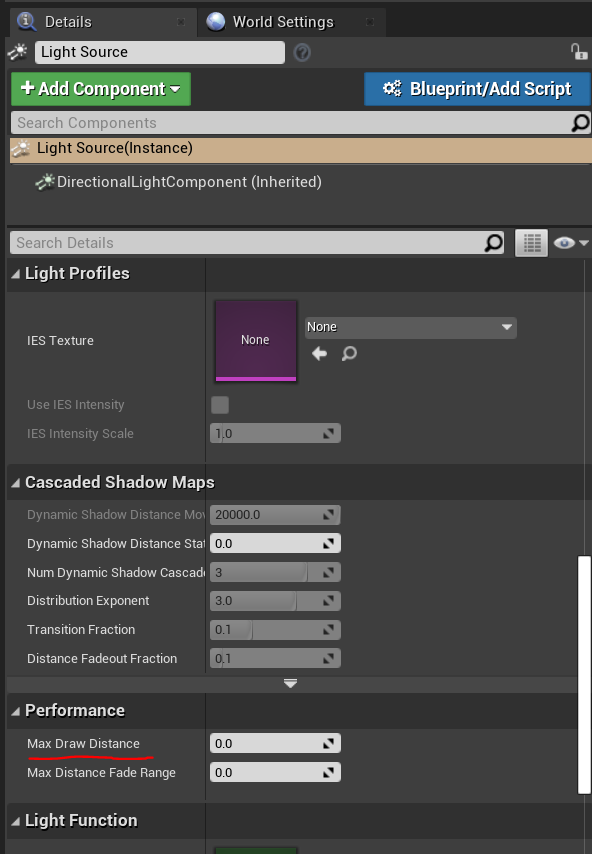 Details
World Settings
Light Source
Add Component
Blueprint/Add Script
Search Components
Light Source(Instance)
DirectionalLightComponent (Inherited)
Search Details
Light Profiles
IES Texture
None
None
Use IES Intensity
IES Intensity Scale
1.0
Cascaded Shadow Maps
Dynamic Shadow Distance Mov
20000.0
Dynamic Shadow Distance Stat
0.0
Num Dynamic Shadow Cascade
3
Distribution Exponent
3.0
Transition Fraction
0.1
Distance Fadeout Fraction
0.1
Performance
Max Draw Distance
0.0
Max Distance Fade Range
0.0
Light Function